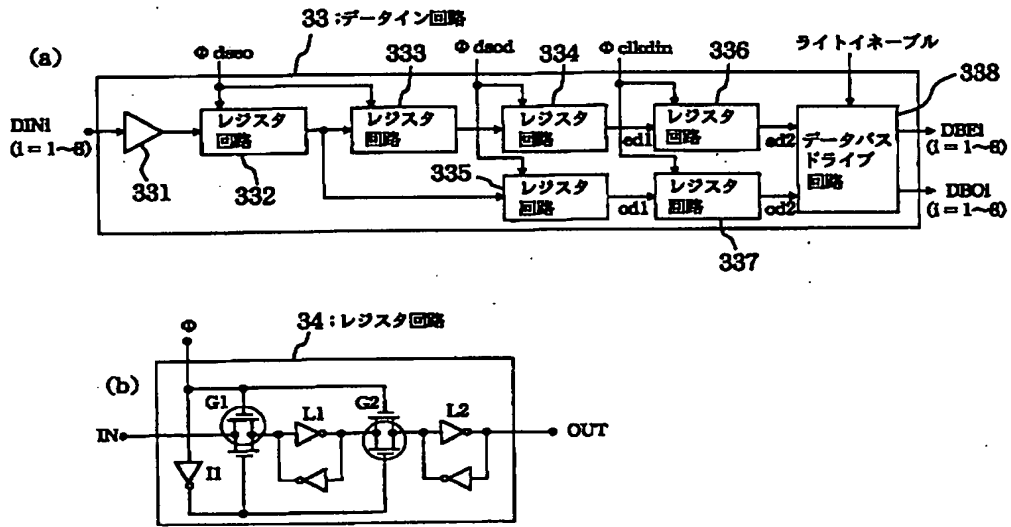 33;データイン回路
(a)
Φdseo
333
Φdsod
334
Φclkdin
336
ライトイネーブル
338
DINi
(i=1~8)
331
レジスタ
回路
332
レジスタ
回路
レジスタ
回路
ed1
レジスタ
回路
ed2
データバス
ドライブ
回路
DBEi
(i=1~8)
335
レジスタ
回路
od1
レジスタ
回路
od2
DBOi
(i=1~8)
337
Φ
34;レジスタ回路
(b)
G1
L1
G2
L2
IN
OUT
I1